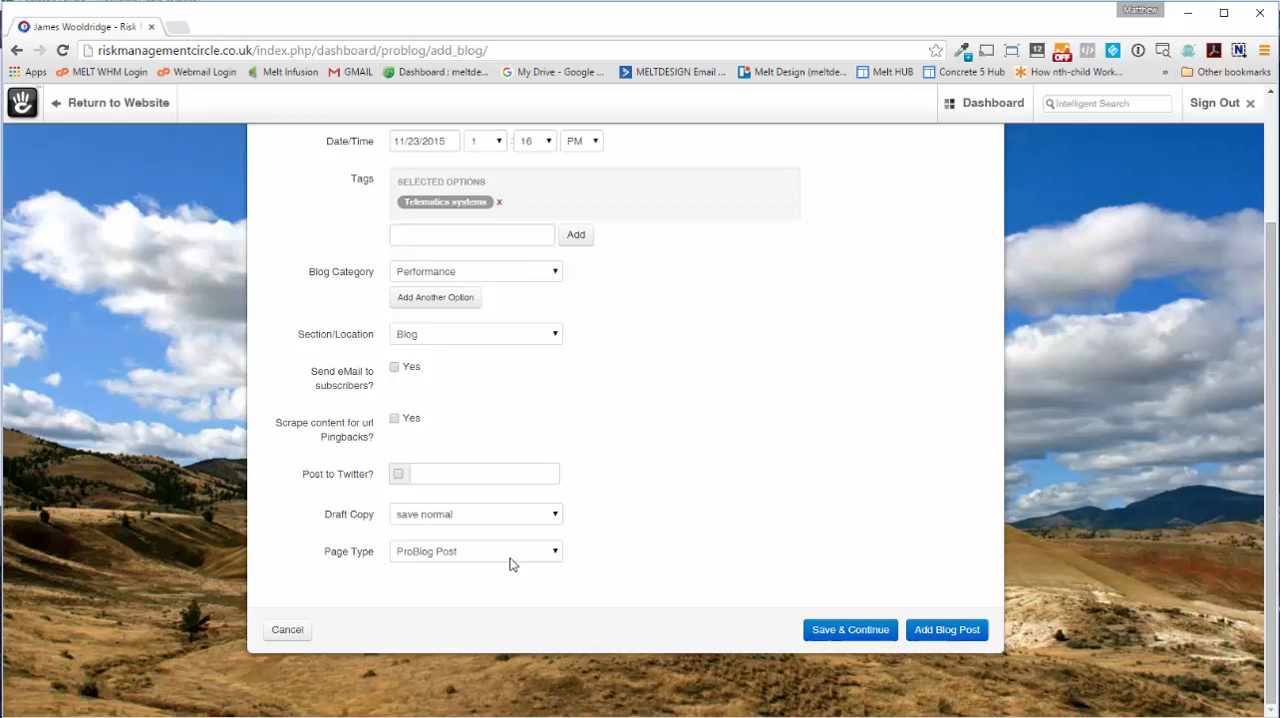 Matthew
James Wooldridge - Risk
riskmanagementcircle.co.uk/index.php/dashboard/problog/add_blog/
Apps MELT WHM Login Webmail Login Melt Infusion GMAIL Dashboard : meltde... My Drive - Google ... MELTDESIGN Email ... Melt Design (meltde... Melt HUB Concrete 5 Hub How nth-child Work... » Other bookmarks
Return to Website Dashboard Intelligent Search Sign Out
Date/Time 11/23/2015 1 : 16 PM
Tags SELECTED OPTIONS
Telematics systems x
Add
Blog Category Performance
Add Another Option
Section/Location Blog
Send eMail to subscribers? Yes
Scrape content for url Pingbacks? Yes
Post to Twitter?
Draft Copy save normal
Page Type ProBlog Post
Cancel Save & Continue Add Blog Post